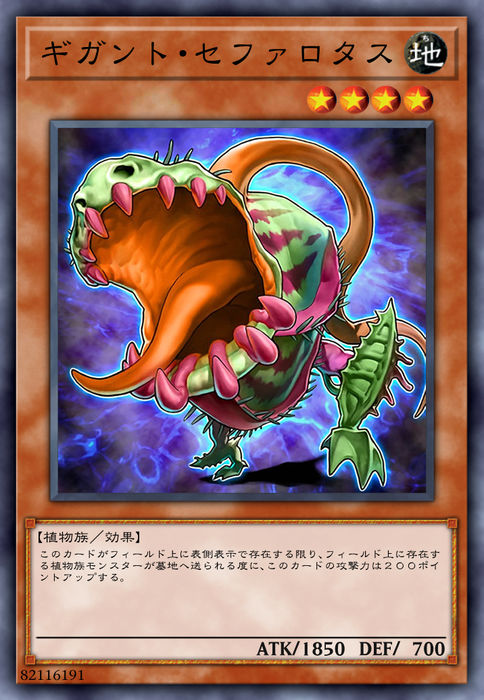 ギガント・セファロタス
ち
地
【植物族／効果】
このカードがフィールド上に表側表示で存在する限り、フィールド上に存在す
る植物族モンスターが墓地へ送られる度に、このカードの攻撃力は２００ポイ
ントアップする。
ATK/1850 DEF/ 700
82116191